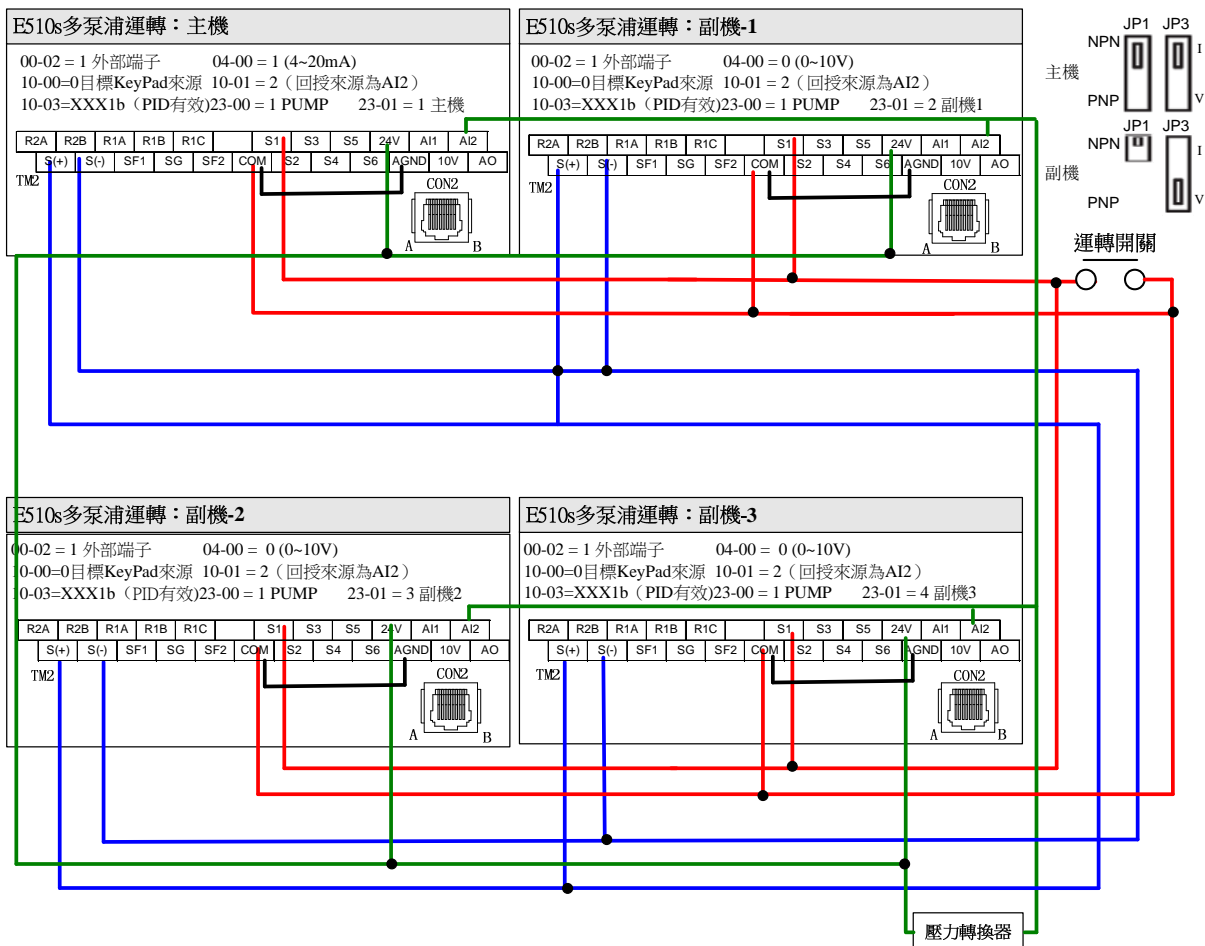 E510s多泵浦運轉：主機
00-02 = 1 外部端子 04-00 = 1 (4~20mA)
10-00=0目標KeyPad來源 10-01 = 2（回授來源為AI2）
10-03=XXX1b（PID有效)23-00 = 1 PUMP 23-01 = 1 主機
R2A R2B R1A R1B R1C S1 S3 S5 24V AI1 AI2
S(+) S(-) SF1 SG SF2 COM S2 S4 S6 AGND 10V AO
TM2
CON2
A B
E510s多泵浦運轉：副機-1
00-02 = 1 外部端子 04-00 = 0 (0~10V)
10-00=0目標KeyPad來源 10-01 = 2（回授來源為AI2）
10-03=XXX1b（PID有效)23-00 = 1 PUMP 23-01 = 2 副機1
R2A R2B R1A R1B R1C S1 S3 S5 24V AI1 AI2
S(+) S(-) SF1 SG SF2 COM S2 S4 S6 AGND 10V AO
TM2
CON2
A B
JP1 JP3
NPN I
主機
PNP V
JP1 JP3
NPN I
副機
PNP V
運轉開關
E510s多泵浦運轉：副機-2
00-02 = 1 外部端子 04-00 = 0 (0~10V)
10-00=0目標KeyPad來源 10-01 = 2（回授來源為AI2）
10-03=XXX1b（PID有效)23-00 = 1 PUMP 23-01 = 3 副機2
R2A R2B R1A R1B R1C S1 S3 S5 24V AI1 AI2
S(+) S(-) SF1 SG SF2 COM S2 S4 S6 AGND 10V AO
TM2
CON2
A B
E510s多泵浦運轉：副機-3
00-02 = 1 外部端子 04-00 = 0 (0~10V)
10-00=0目標KeyPad來源 10-01 = 2（回授來源為AI2）
10-03=XXX1b（PID有效)23-00 = 1 PUMP 23-01 = 4 副機3
R2A R2B R1A R1B R1C S1 S3 S5 24V AI1 AI2
S(+) S(-) SF1 SG SF2 COM S2 S4 S6 AGND 10V AO
TM2
CON2
A B
壓力轉換器